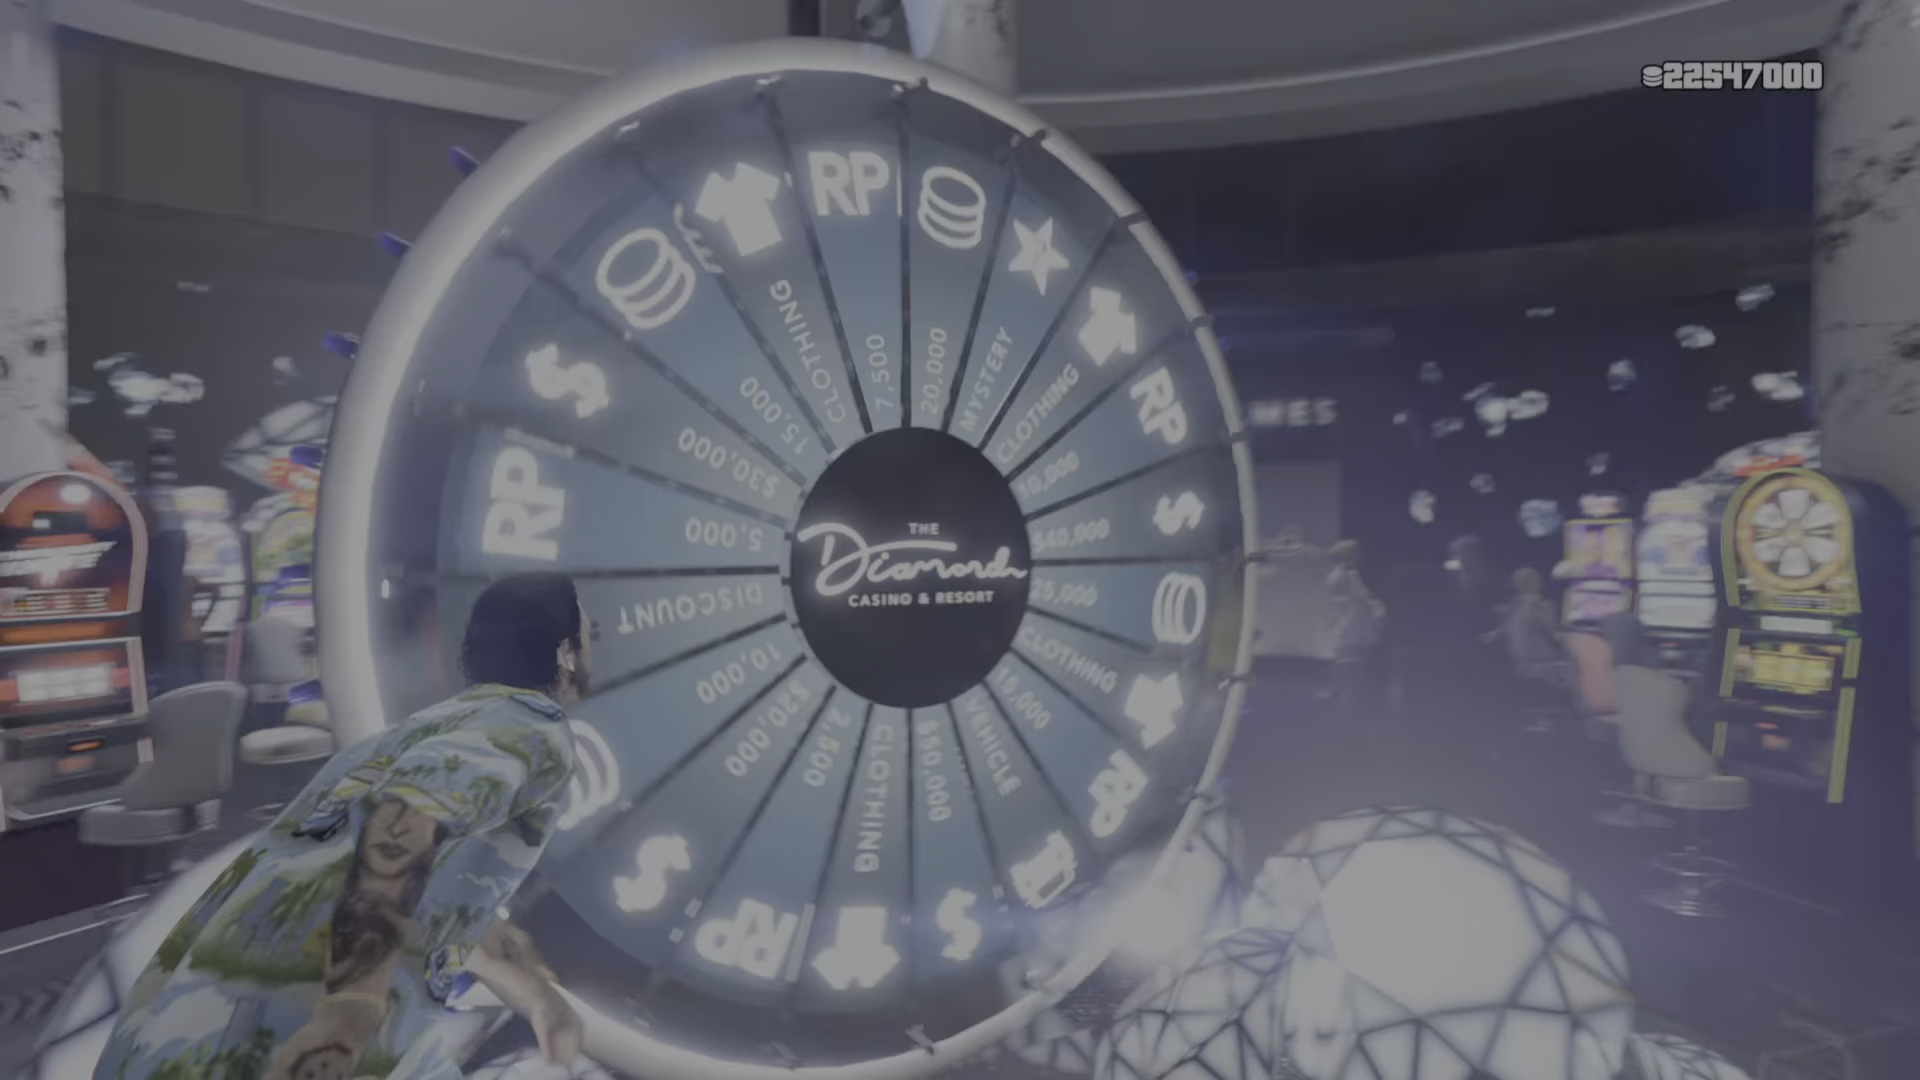 22547000
RP
7,500
20,000
MYSTERY
CLOTHING
RP
10,000
$
$40,000
25,000
CLOTHING
15,000
RP
VEHICLE
$50,000
$
CLOTHING
2,500
RP
$20,000
$
10,000
DISCOUNT
5,000
RP
$30,000
$
15,000
CLOTHING
THE
Diamond
CASINO & RESORT